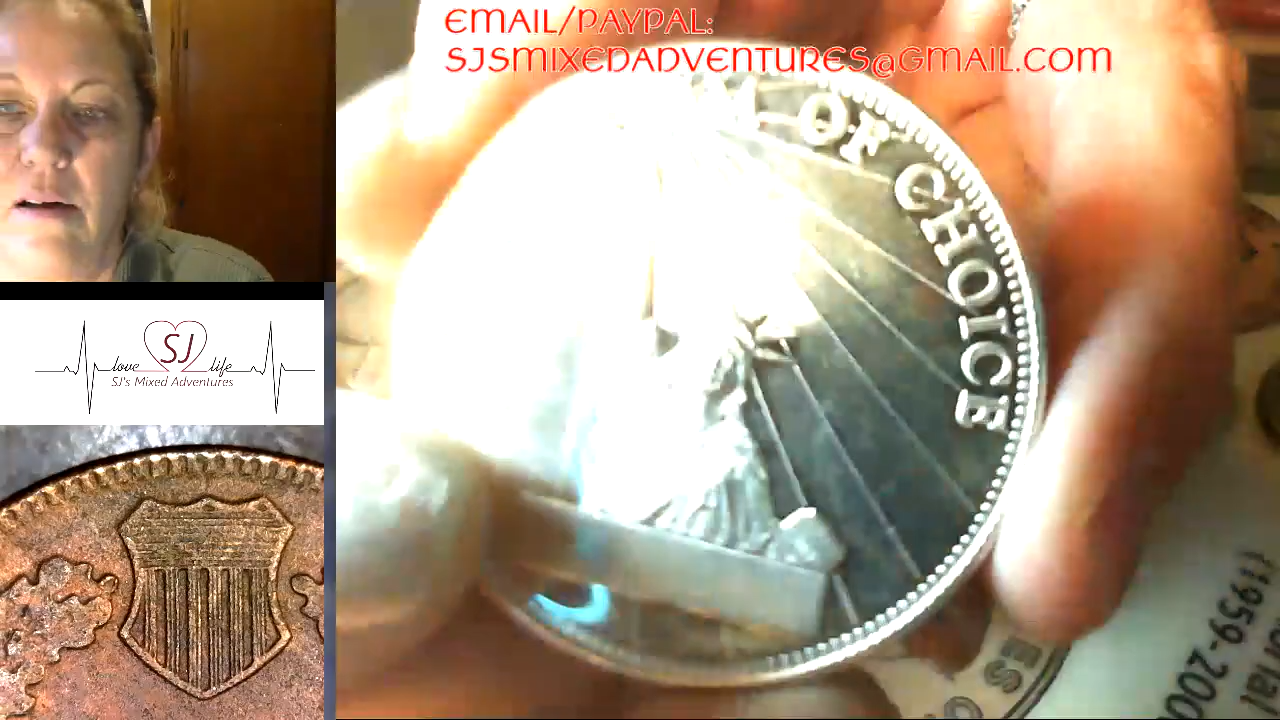 EMAIL/PAYPAL:
SJSMIXEDADVENTURES@GMAIL.COM
OF CHOICE
SJ
love life
SJ's Mixed Adventures
(1959-200